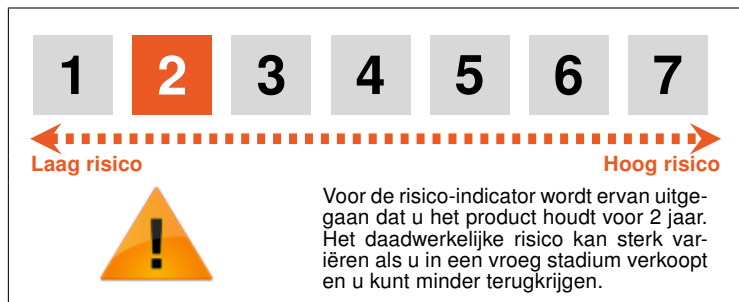 1 2 3 4 5 6 7
Laag risico Hoog risico
!
Voor de risico-indicator wordt ervan uitge-
gaan dat u het product houdt voor 2 jaar.
Het daadwerkelijke risico kan sterk var-
iëren als u in een vroeg stadium verkoopt
en u kunt minder terugkrijgen.